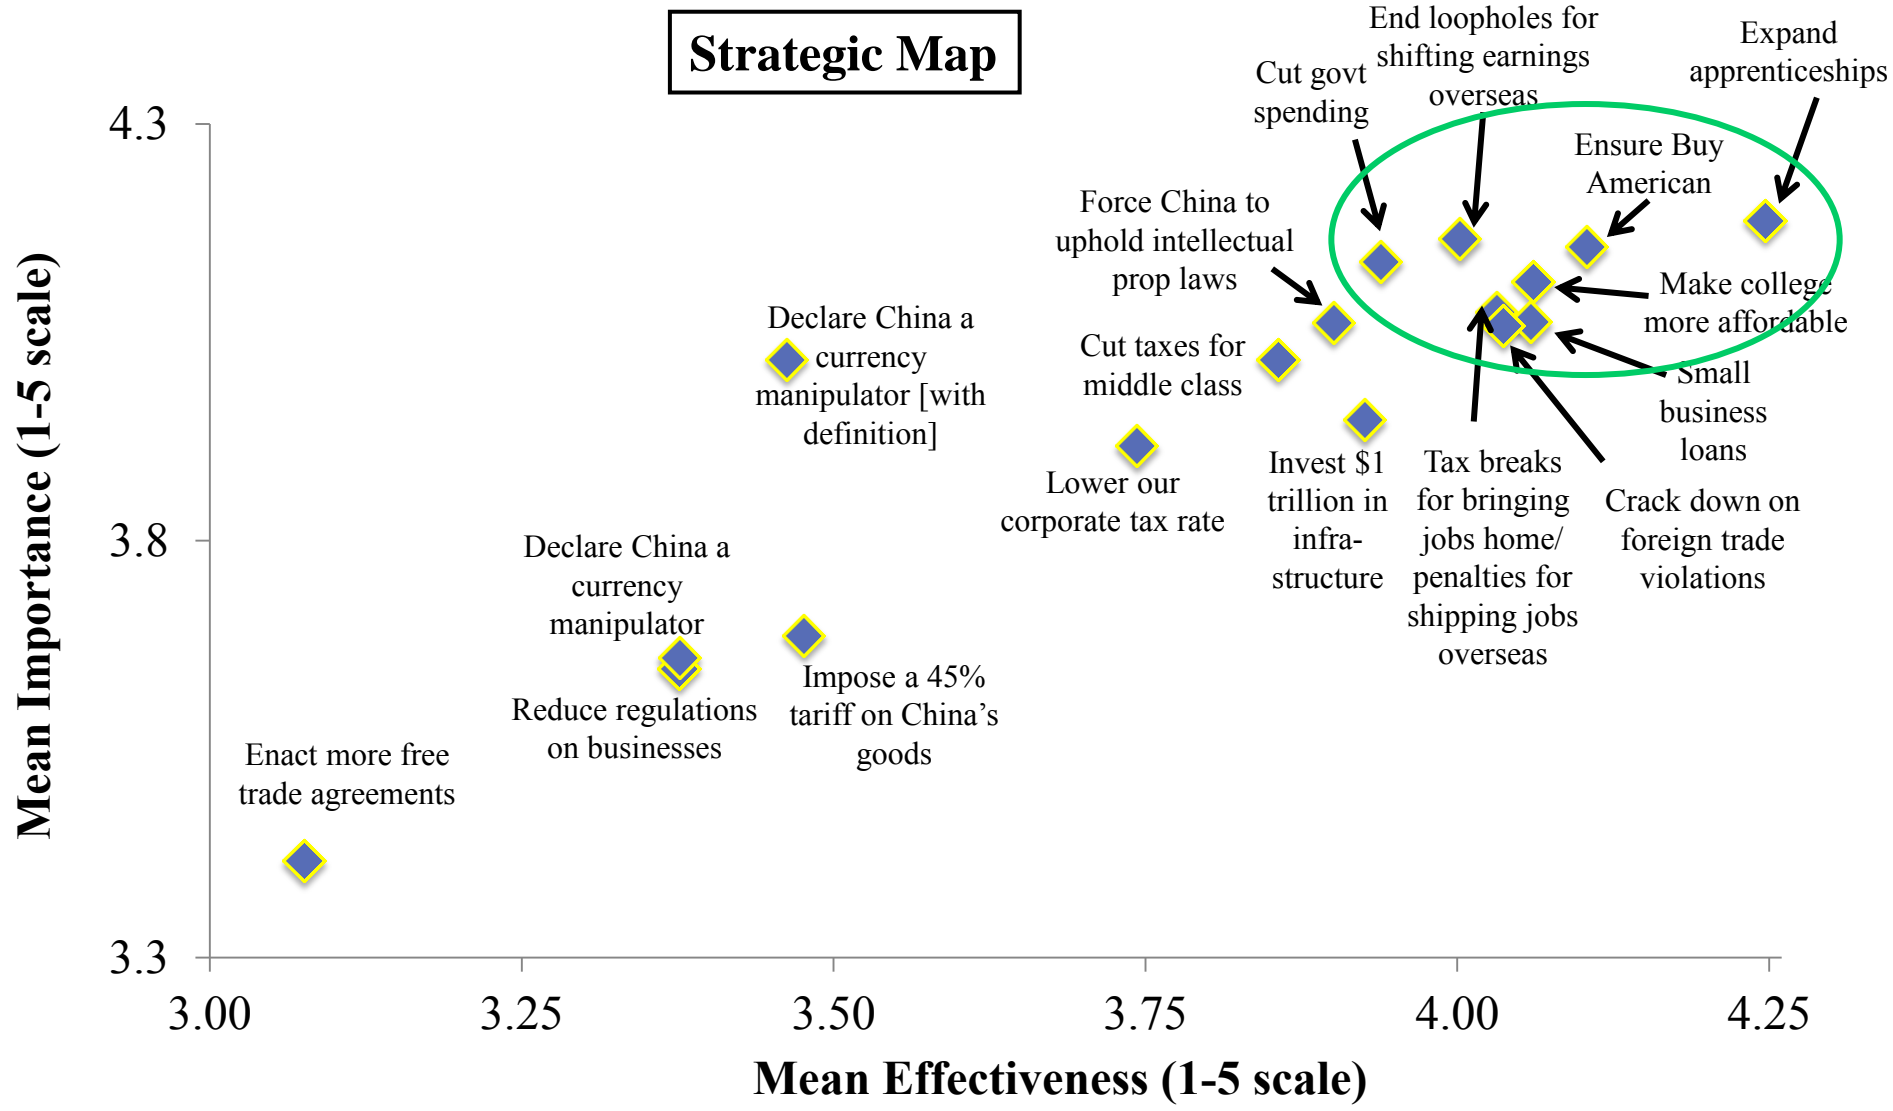 Strategic Map
End loopholes for
shifting earnings
overseas
Expand
apprenticeships
Cut govt
spending
4.3
Ensure Buy
American
Force China to
uphold intellectual
prop laws
Make college
more affordable
Declare China a
currency
manipulator [with
definition]
Cut taxes for
middle class
Small
business
loans
Lower our
corporate tax rate
Invest $1
trillion in
infra-
structure
Tax breaks
for bringing
jobs home/
penalties for
shipping jobs
overseas
Crack down on
foreign trade
violations
3.8
Declare China a
currency
manipulator
Impose a 45%
tariff on China’s
goods
Reduce regulations
on businesses
Enact more free
trade agreements
3.3
Mean Importance (1-5 scale)
3.00 3.25 3.50 3.75 4.00 4.25
Mean Effectiveness (1-5 scale)